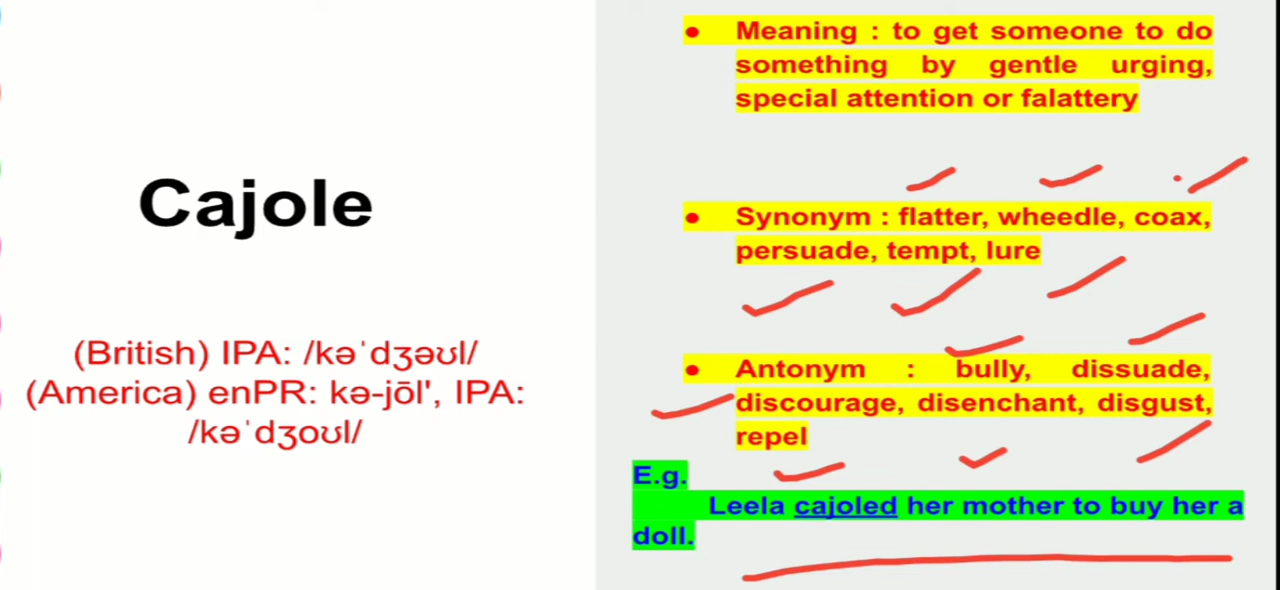 Cajole
(British) IPA: /kəˈdʒəʊl/
(America) enPR: kə-jōl', IPA:
/kəˈdʒoʊl/
● Meaning : to get someone to do
something by gentle urging,
special attention or falattery
● Synonym : flatter, wheedle, coax,
persuade, tempt, lure
● Antonym : bully, dissuade,
discourage, disenchant, disgust,
repel
E.g.
Leela cajoled her mother to buy her a
doll.